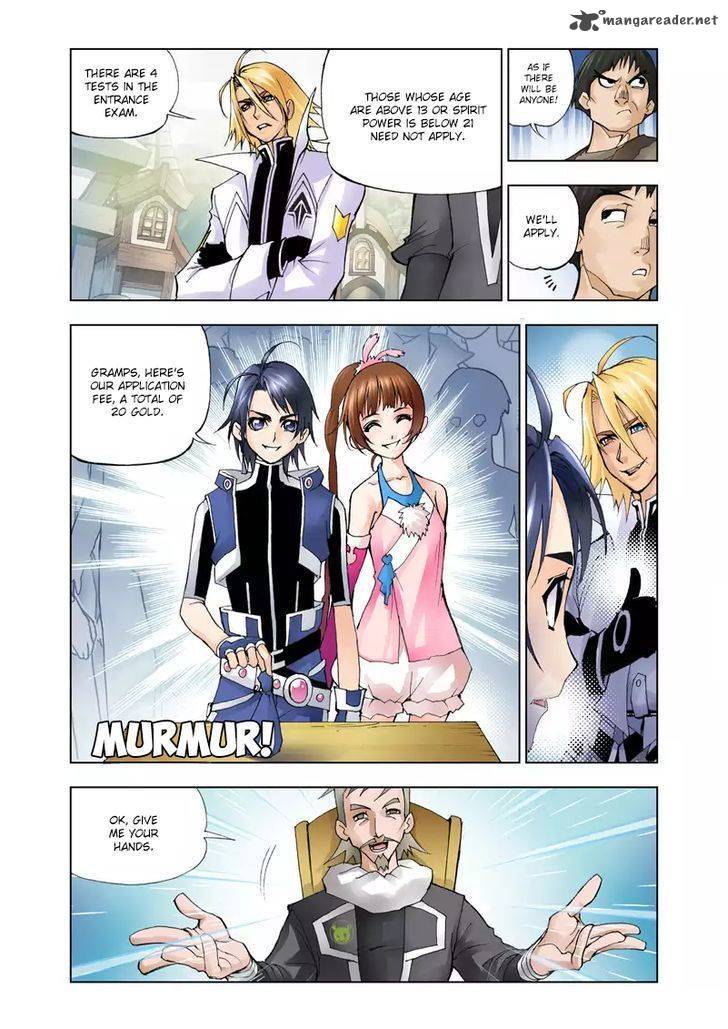 mangareader.net
THERE ARE 4
TESTS IN THE
ENTRANCE
EXAM.
THOSE WHOSE AGE
ARE ABOVE 13 OR SPIRIT
POWER IS BELOW 21
NEED NOT APPLY.
AS IF
THERE
WILL BE
ANYONE!
WE'LL
APPLY.
GRAMPS, HERE'S
OUR APPLICATION
FEE, A TOTAL OF
20 GOLD.
MURMUR!
OK, GIVE
ME YOUR
HANDS.